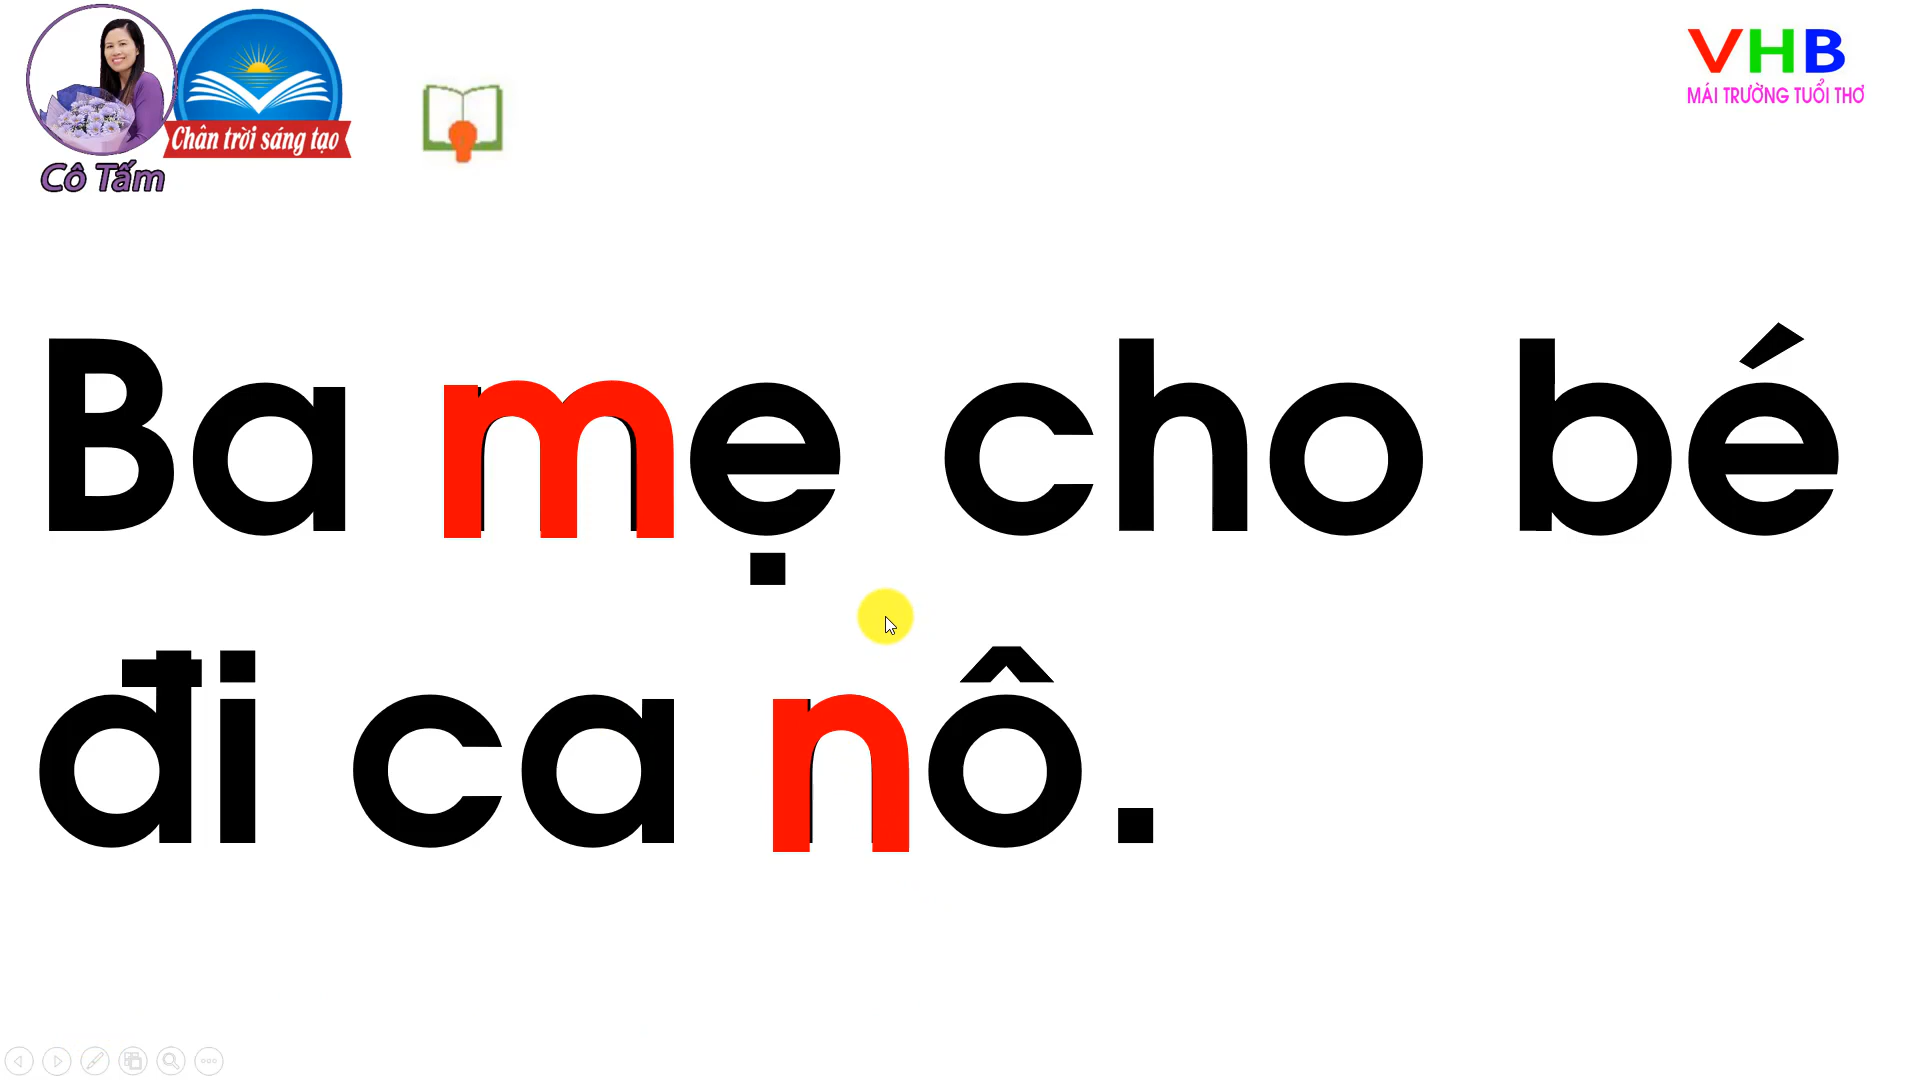 Chân trời sáng tạo
Cô Tấm
VHB
MÁI TRƯỜNG TUỔI THƠ
Ba mẹ cho bé
đi ca nô.